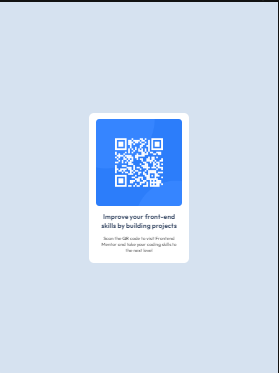 Improve your front-end
skills by building projects
Scan the QR code to visit Frontend
Mentor and take your coding skills to
the next level